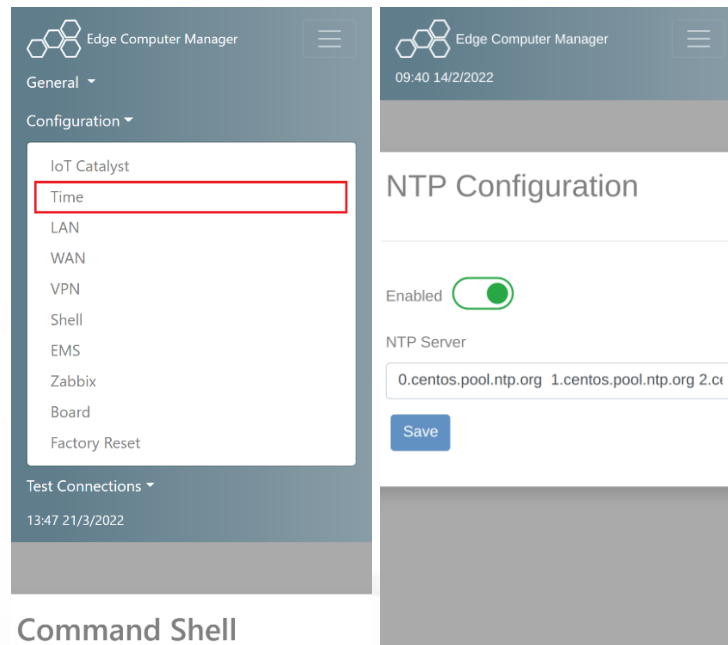 Edge Computer Manager
General
Configuration
IoT Catalyst
Time
LAN
WAN
VPN
Shell
EMS
Zabbix
Board
Factory Reset
Test Connections
13:47 21/3/2022
Command Shell
Edge Computer Manager
09:40 14/2/2022
NTP Configuration
Enabled
NTP Server
0.centos.pool.ntp.org 1.centos.pool.ntp.org
Save